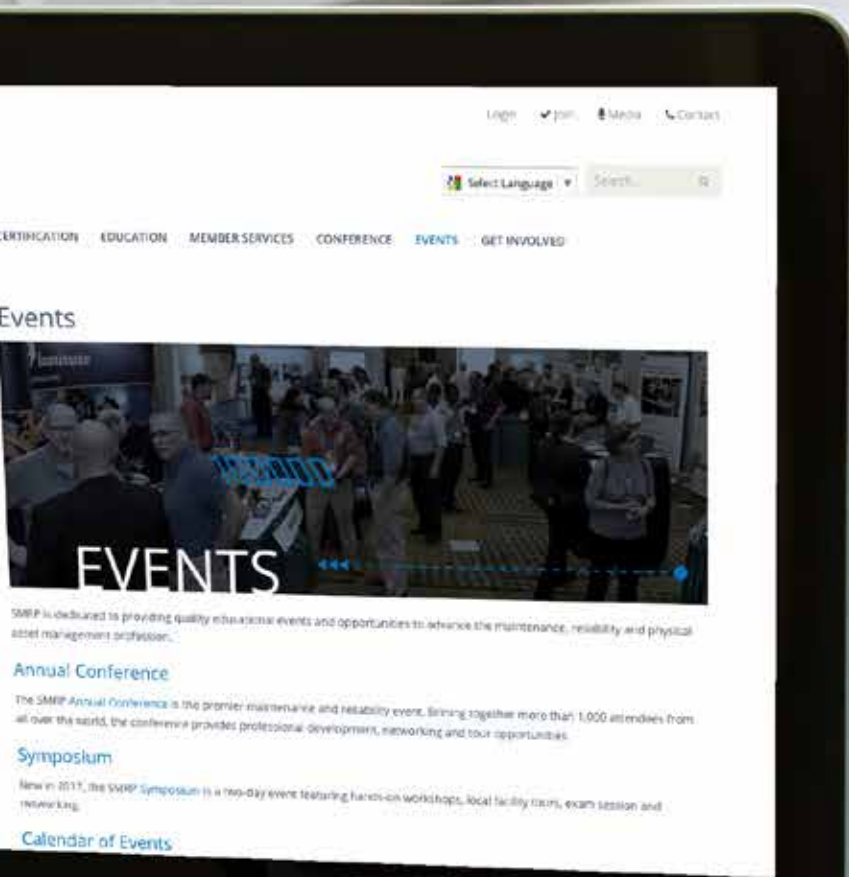 Login Join Media Contact
Select Language Search...
CERTIFICATION EDUCATION MEMBER SERVICES CONFERENCE EVENTS GET INVOLVED
Events
EVENTS
SMRP is dedicated to providing quality educational events and opportunities to advance the maintenance, reliability and physical
asset management profession.
Annual Conference
The SMRP Annual Conference is the premier maintenance and reliability event. Brining together more than 1,000 attendees from
all over the world, the conference provides professional development, networking and tour opportunities.
Symposium
New in 2017, the SMRP Symposium is a two-day event featuring hands-on workshops, local facility tours, exam session and
networking.
Calendar of Events